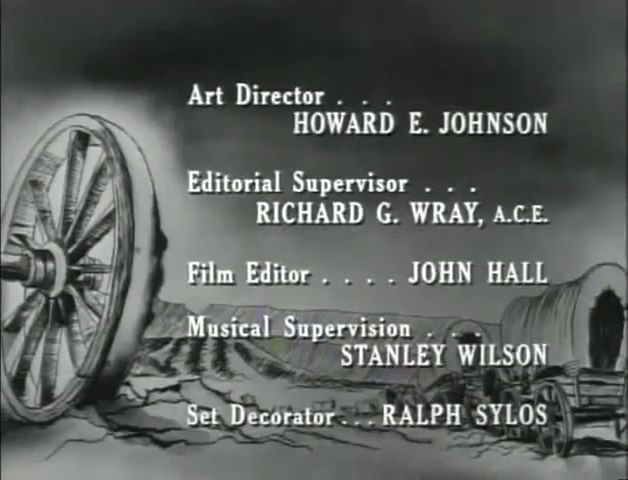 Art Director . . .
HOWARD E. JOHNSON
Editorial Supervisor . . .
RICHARD G. WRAY, A.C.E.
Film Editor . . . . JOHN HALL
Musical Supervision . . .
STANLEY WILSON
Set Decorator . . . RALPH SYLOS